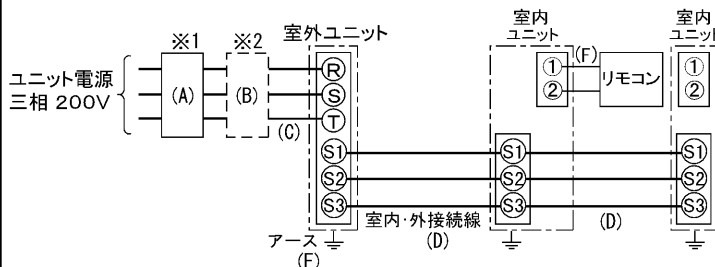 ※1
※2
室外ユニット
室内
ユニット
室内
ユニット
ユニット電源
三相 200V
(A)
(B)
(C)
R
S
T
S1
S2
S3
①
②
(F)
リモコン
①
②
S1
S2
S3
S1
S2
S3
室内・外接続線
(D)
(D)
アース
(E)